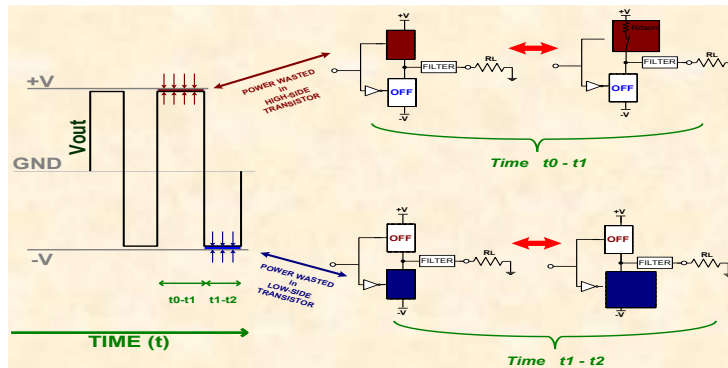 +V
GND
-V
Vout
POWER WASTED
in
HIGH-SIDE
TRANSISTOR
POWER WASTED
in
LOW-SIDE
TRANSISTOR
t0-t1
t1-t2
TIME (t)
+V
OFF
-V
FILTER
RL
+V
OFF
-V
FILTER
RL
Time t0 - t1
+V
OFF
-V
FILTER
RL
+V
OFF
-V
FILTER
RL
Time t1 - t2